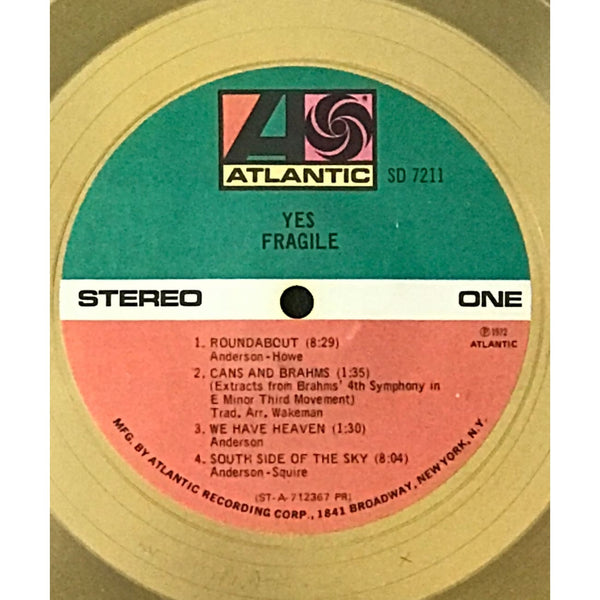 ATLANTIC
SD 7211
YES
FRAGILE
STEREO
ONE
℗ 1972
ATLANTIC
1. ROUNDABOUT (8:29)
Anderson-Howe
2. CANS AND BRAHMS (1:35)
(Extracts from Brahms' 4th Symphony in
E Minor Third Movement)
Trad. Arr. Wakeman
3. WE HAVE HEAVEN (1:30)
Anderson
4. SOUTH SIDE OF THE SKY (8:04)
Anderson-Squire
(ST-A-712367 PR)
MFG. BY ATLANTIC RECORDING CORP., 1841 BROADWAY, NEW YORK, N.Y.